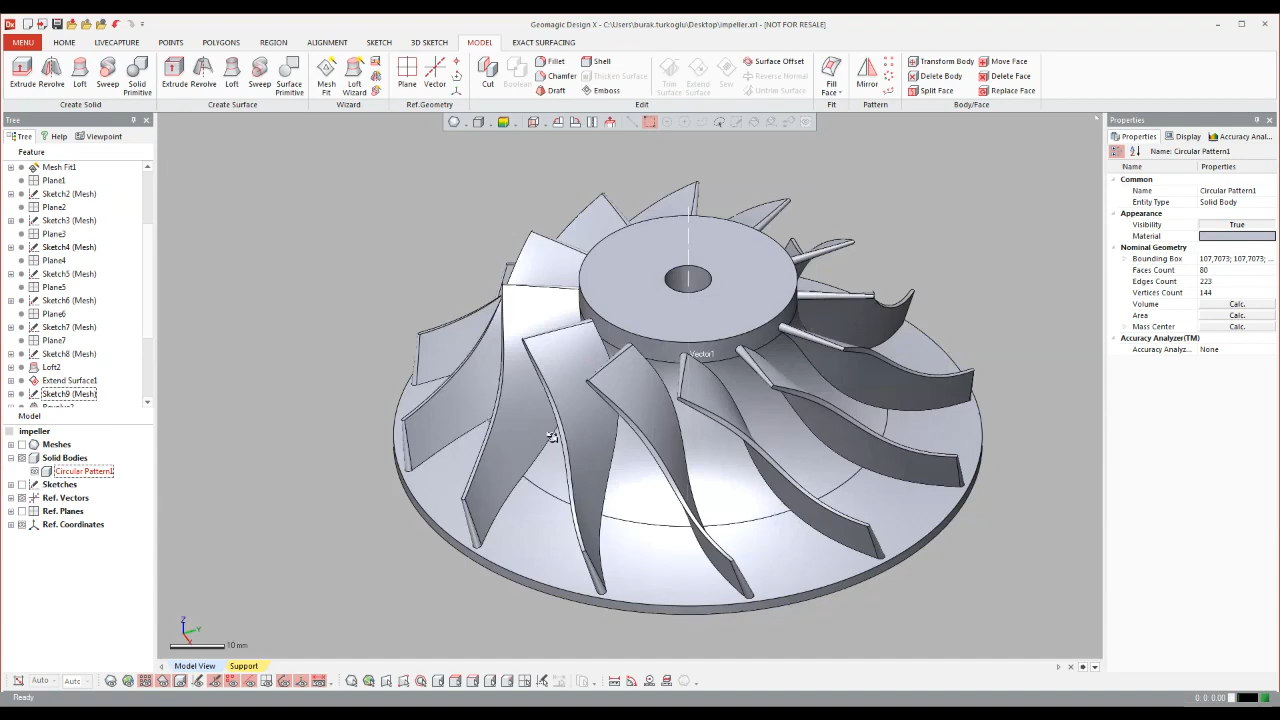 Geomagic Design X - C:\Users\burak.turkoglu\Desktop\impeller.xrl - [NOT FOR RESALE]
MENU HOME LIVECAPTURE POINTS POLYGONS REGION ALIGNMENT SKETCH 3D SKETCH MODEL EXACT SURFACING
Extrude Revolve Loft Sweep Solid Primitive
Create Solid
Extrude Revolve Loft Sweep Surface Primitive
Create Surface
Mesh Fit Loft Wizard
Wizard
Plane Vector
Ref.Geometry
Cut Boolean Fillet Chamfer Draft Shell Thicken Surface Emboss Trim Surface Extend Surface Sew Surface Offset Reverse Normal Untrim Surface
Edit
Fill Face
Fit
Mirror
Pattern
Transform Body Delete Body Split Face Move Face Delete Face Replace Face
Body/Face
Tree
Tree Help Viewpoint
Feature
Mesh Fit1
Plane1
Sketch2 (Mesh)
Plane2
Sketch3 (Mesh)
Plane3
Sketch4 (Mesh)
Plane4
Sketch5 (Mesh)
Plane5
Sketch6 (Mesh)
Plane6
Sketch7 (Mesh)
Plane7
Sketch8 (Mesh)
Loft2
Extend Surface1
Sketch9 (Mesh)
Model
impeller
Meshes
Solid Bodies
Circular Pattern1
Sketches
Ref. Vectors
Ref. Planes
Ref. Coordinates
Vector1
Z
Y
X
10 mm
Model View Support
Properties
Properties Display Accuracy Anal...
Name: Circular Pattern1
Name Properties
Common
Name Circular Pattern1
Entity Type Solid Body
Appearance
Visibility True
Material
Nominal Geometry
Bounding Box 107,7073; 107,7073; ...
Faces Count 80
Edges Count 223
Vertices Count 144
Volume Calc.
Area Calc.
Mass Center Calc.
Accuracy Analyzer(TM)
Accuracy Analyz... None
Auto Auto
Ready
0: 0: 0.00